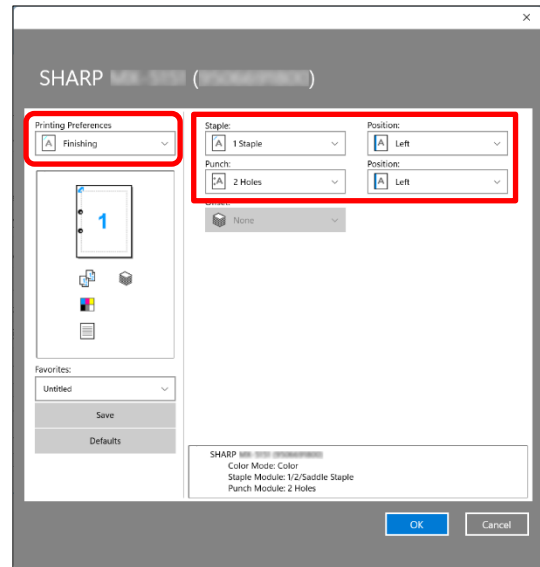 SHARP
Printing Preferences
A Finishing
1
Favorites:
Untitled
Save
Defaults
Staple: Position:
A 1 Staple A Left
Punch: Position:
A 2 Holes A Left
Offset:
None
SHARP
Color Mode: Color
Staple Module: 1/2/Saddle Staple
Punch Module: 2 Holes
OK Cancel